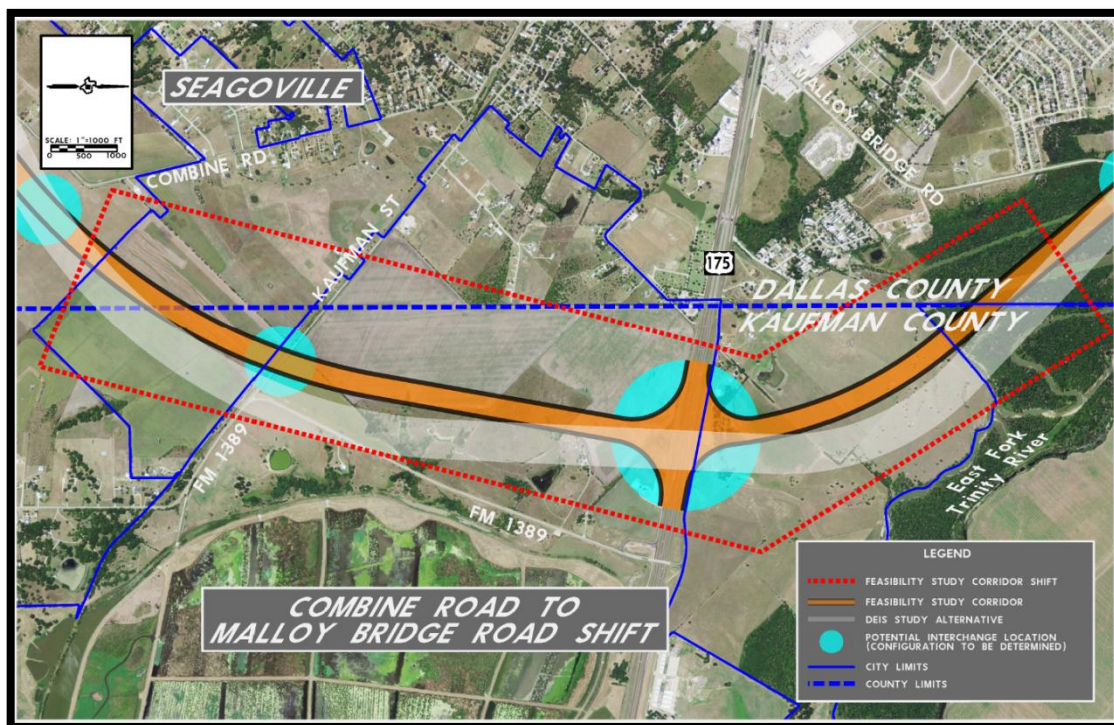 SEAGOVILLE
SCALE: 1"=1000 FT
0 500 1000
COMBINE RD
KAUFMAN ST
MALLOY BRIDGE RD
175
DALLAS COUNTY
KAUFMAN COUNTY
FM 1389
FM 1389
East Fork
Trinity River
COMBINE ROAD TO
MALLOY BRIDGE ROAD SHIFT
LEGEND
FEASIBILITY STUDY CORRIDOR SHIFT
FEASIBILITY STUDY CORRIDOR
DEIS STUDY ALTERNATIVE
POTENTIAL INTERCHANGE LOCATION
(CONFIGURATION TO BE DETERMINED)
CITY LIMITS
COUNTY LIMITS